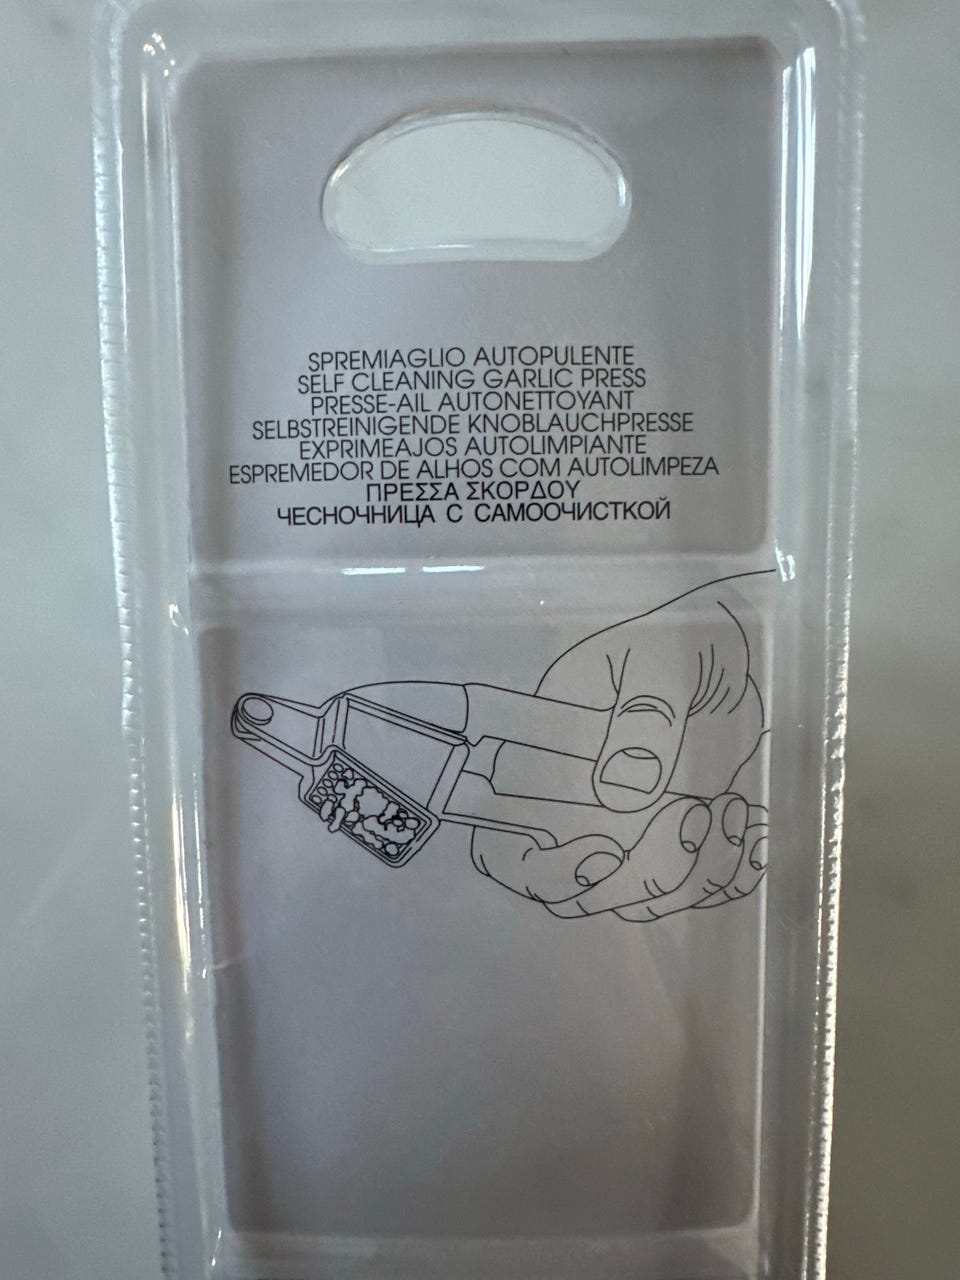 SPREMIAGLIO AUTOPULENTE
SELF CLEANING GARLIC PRESS
PRESSE-AIL AUTONETTOYANT
SELBSTREINIGENDE KNOBLAUCHPRESSE
EXPRIMEAJOS AUTOLIMPIANTE
ESPREMEDOR DE ALHOS COM AUTOLIMPEZA
ΠΡΕΣΣΑ ΣΚΟΡΔΟΥ
ЧЕСНОЧНИЦА С САМООЧИСТКОЙ